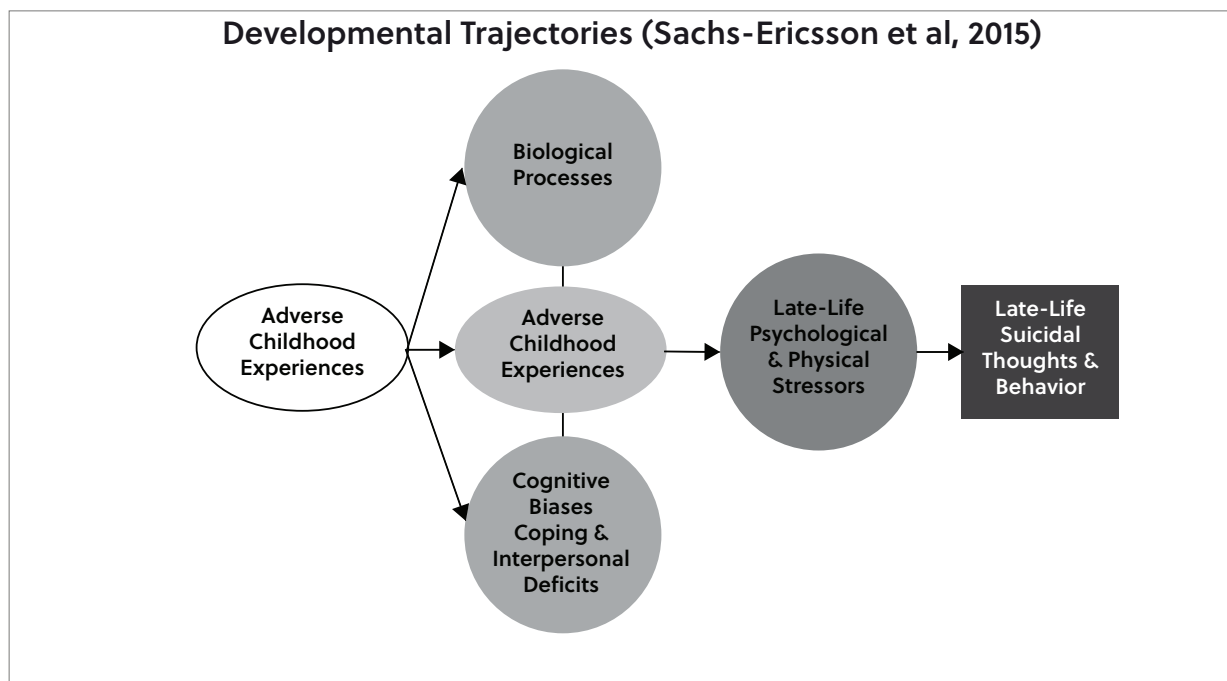 Developmental Trajectories (Sachs-Ericsson et al, 2015)
Biological
Processes
Adverse
Childhood
Experiences
Adverse
Childhood
Experiences
Late-Life
Psychological
& Physical
Stressors
Late-Life
Suicidal
Thoughts &
Behavior
Cognitive
Biases
Coping &
Interpersonal
Deficits